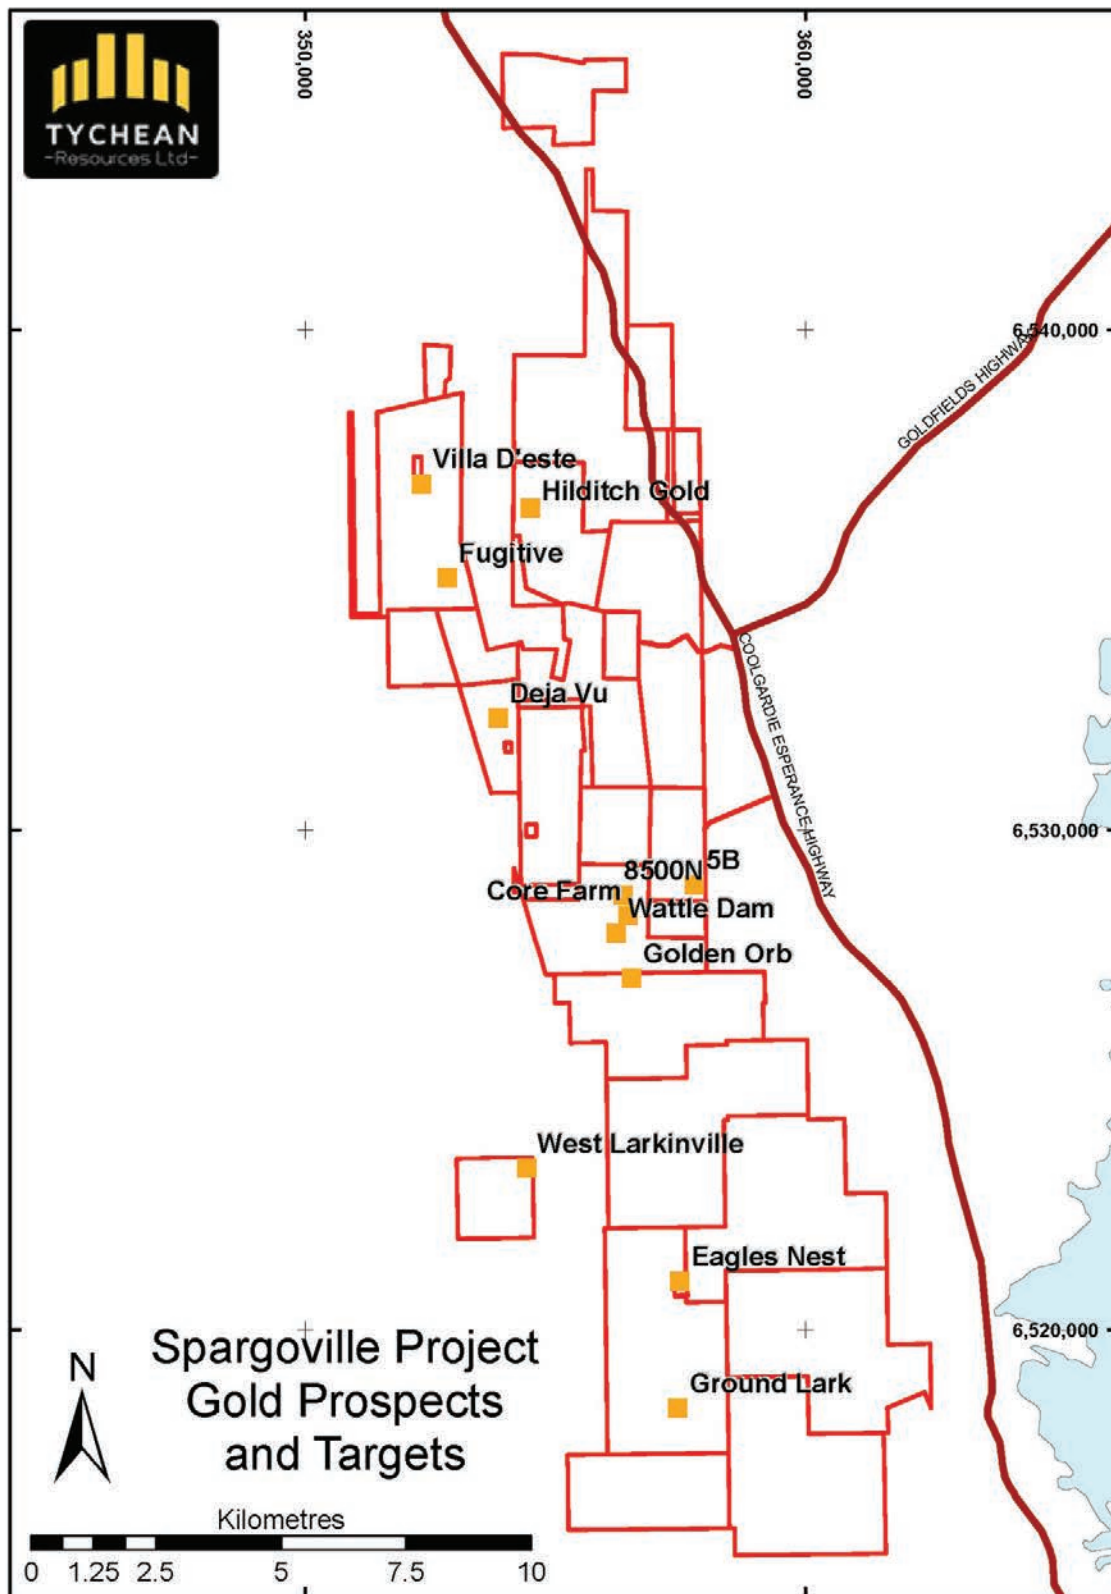 TYCHEAN
-Resources Ltd-
350,000
360,000
6,540,000
GOLDFIELDS HIGHWAY
Villa D'este
Hilditch Gold
Fugitive
COOLGARDIE ESPERANCE HIGHWAY
Deja Vu
6,530,000
5B
8500N
Core Farm
Wattle Dam
Golden Orb
West Larkinville
Eagles Nest
6,520,000
Ground Lark
N
Spargoville Project
Gold Prospects
and Targets
Kilometres
0 1.25 2.5 5 7.5 10